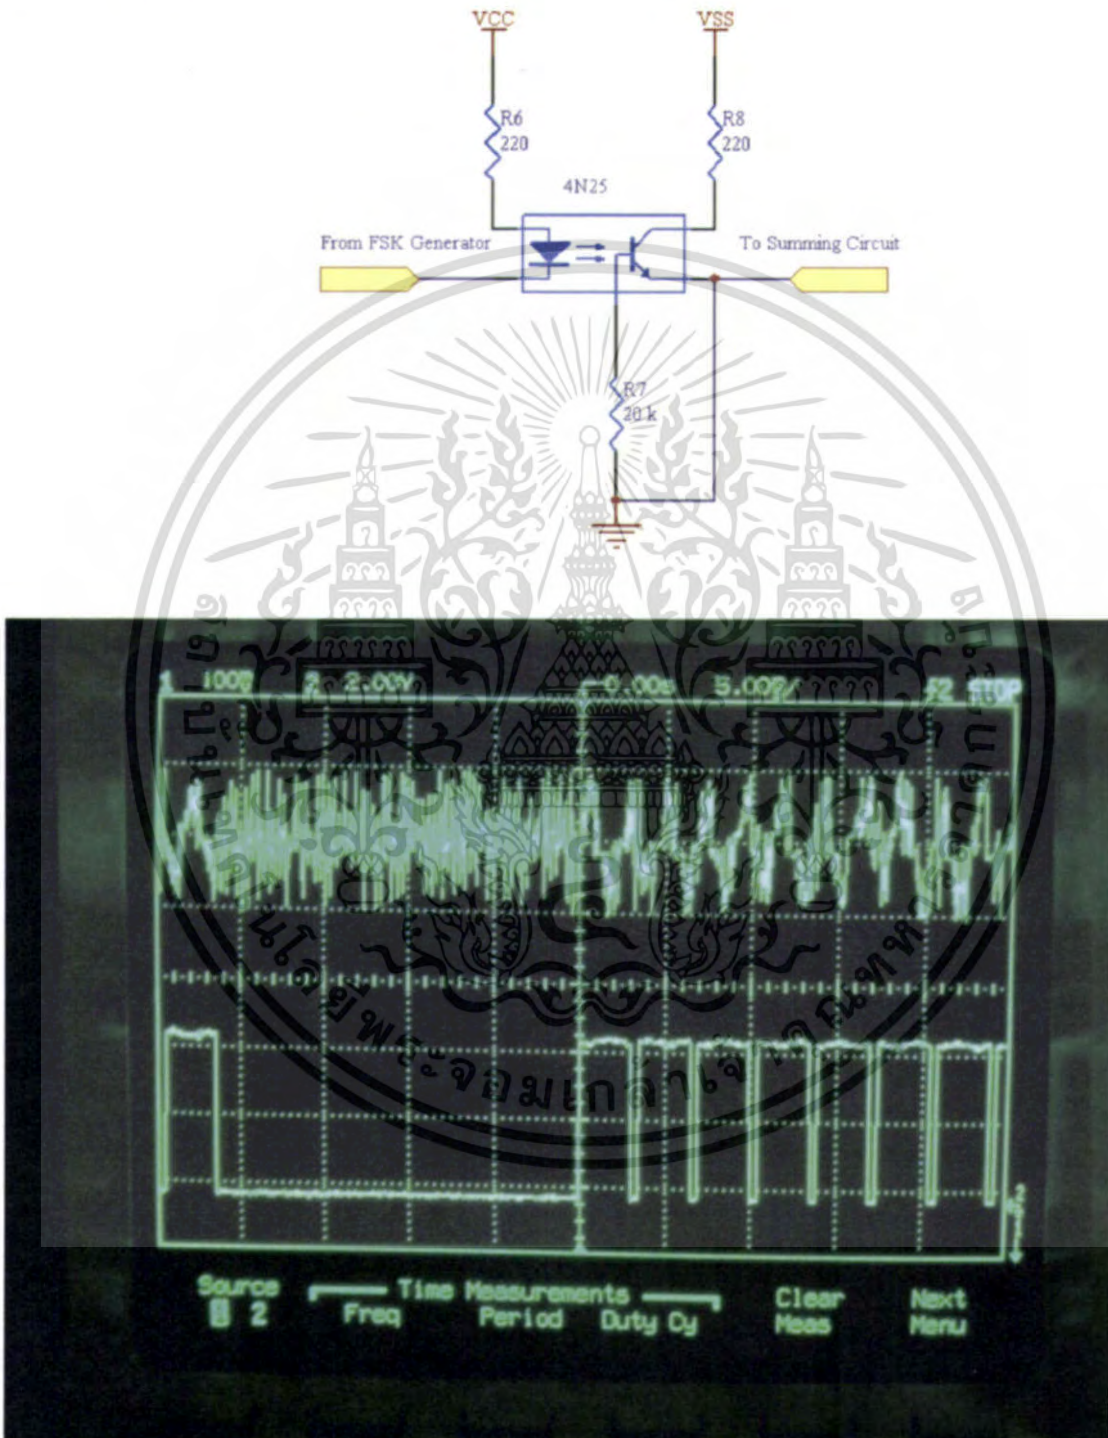 VCC VSS
R6 R8
220 220
4N25
From FSK Generator To Summing Circuit
R7
20 k
2 2.00V 0.00s 5.00 STOP
Source Time Measurements Clear Next
2 Freq Period Duty Cy Meas Menu